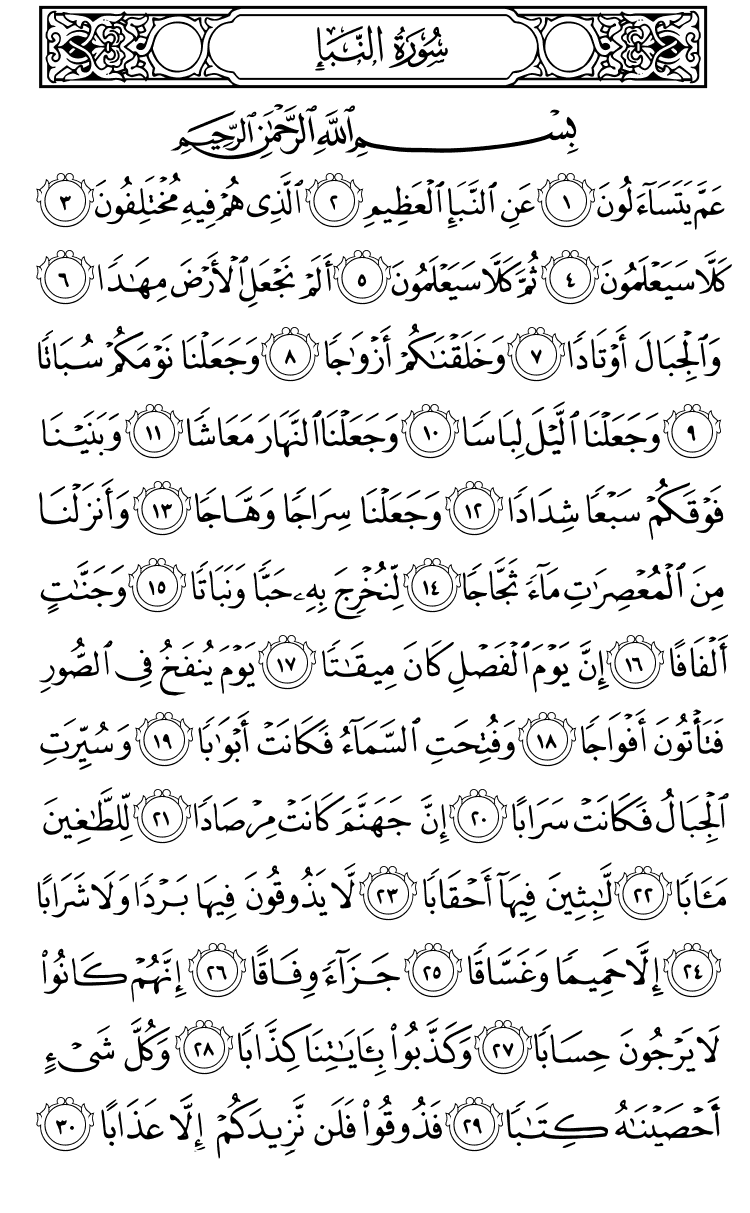 سُورَةُ النَّبَإِ
بِسْمِ ٱللَّهِ ٱلرَّحْمَٰنِ ٱلرَّحِيمِ
عَمَّ يَتَسَآءَلُونَ ١ عَنِ ٱلنَّبَإِ ٱلْعَظِيمِ ٢ ٱلَّذِى هُمْ فِيهِ مُخْتَلِفُونَ ٣
كَلَّا سَيَعْلَمُونَ ٤ ثُمَّ كَلَّا سَيَعْلَمُونَ ٥ أَلَمْ نَجْعَلِ ٱلْأَرْضَ مِهَٰدًا ٦
وَٱلْجِبَالَ أَوْتَادًا ٧ وَخَلَقْنَٰكُمْ أَزْوَٰجًا ٨ وَجَعَلْنَا نَوْمَكُمْ سُبَاتًا
٩ وَجَعَلْنَا ٱلَّيْلَ لِبَاسًا ١٠ وَجَعَلْنَا ٱلنَّهَارَ مَعَاشًا ١١ وَبَنَيْنَا
فَوْقَكُمْ سَبْعًا شِدَادًا ١٢ وَجَعَلْنَا سِرَاجًا وَهَّاجًا ١٣ وَأَنزَلْنَا
مِنَ ٱلْمُعْصِرَٰتِ مَآءً ثَجَّاجًا ١٤ لِّنُخْرِجَ بِهِۦ حَبًّا وَنَبَاتًا ١٥ وَجَنَّٰتٍ
أَلْفَافًا ١٦ إِنَّ يَوْمَ ٱلْفَصْلِ كَانَ مِيقَٰتًا ١٧ يَوْمَ يُنفَخُ فِى ٱلصُّورِ
فَتَأْتُونَ أَفْوَاجًا ١٨ وَفُتِحَتِ ٱلسَّمَآءُ فَكَانَتْ أَبْوَٰبًا ١٩ وَسُيِّرَتِ
ٱلْجِبَالُ فَكَانَتْ سَرَابًا ٢٠ إِنَّ جَهَنَّمَ كَانَتْ مِرْصَادًا ٢١ لِّلطَّٰغِينَ
مَـَٔابًا ٢٢ لَّٰبِثِينَ فِيهَآ أَحْقَابًا ٢٣ لَّا يَذُوقُونَ فِيهَا بَرْدًا وَلَا شَرَابًا
٢٤ إِلَّا حَمِيمًا وَغَسَّاقًا ٢٥ جَزَآءً وِفَاقًا ٢٦ إِنَّهُمْ كَانُوا۟
لَا يَرْجُونَ حِسَابًا ٢٧ وَكَذَّبُوا۟ بِـَٔايَٰتِنَا كِذَّابًا ٢٨ وَكُلَّ شَىْءٍ
أَحْصَيْنَٰهُ كِتَٰبًا ٢٩ فَذُوقُوا۟ فَلَن نَّزِيدَكُمْ إِلَّا عَذَابًا ٣٠